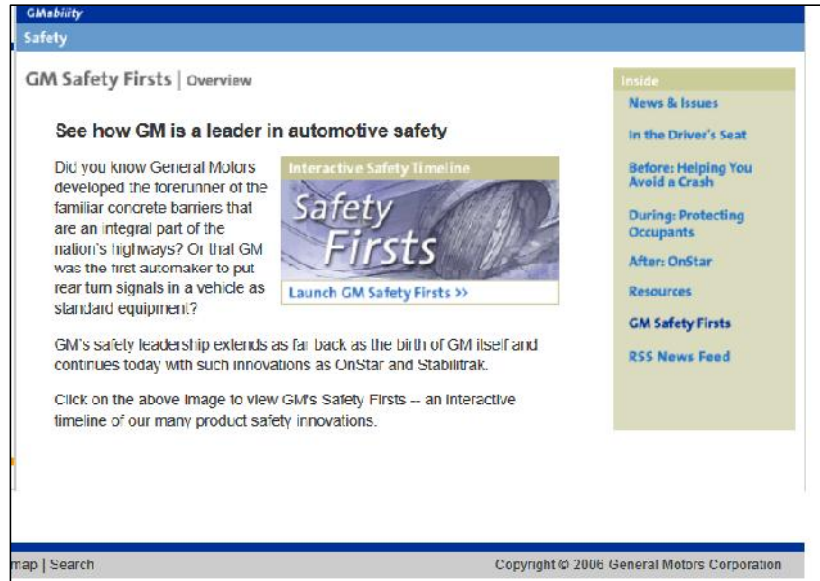 GMability
Safety
GM Safety Firsts | Overview
See how GM is a leader in automotive safety
Did you know General Motors
developed the forerunner of the
familiar concrete barriers that
are an integral part of the
nation's highways? Or that GM
was the first automaker to put
rear turn signals in a vehicle as
standard equipment?
Interactive Safety Timeline
Safety
Firsts
Launch GM Safety Firsts >>
GM's safety leadership extends as far back as the birth of GM itself and
continues today with such innovations as OnStar and Stabilitrak.
Click on the above image to view GM's Safety Firsts -- an interactive
timeline of our many product safety innovations.
Inside
News & Issues
In the Driver's Seat
Before: Helping You
Avoid a Crash
During: Protecting
Occupants
After: OnStar
Resources
GM Safety Firsts
RSS News Feed
map | Search
Copyright © 2006 General Motors Corporation